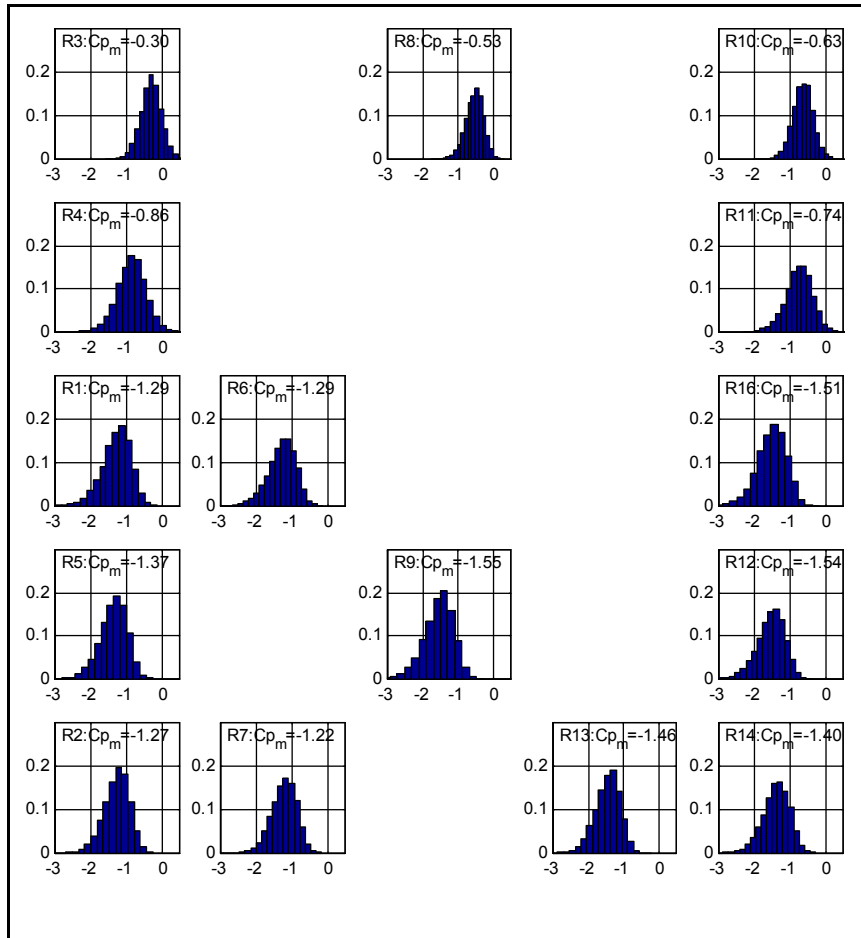 R3:Cpm=-0.30 R8:Cpm=-0.53 R10:Cpm=-0.63
0.2 0.2 0.2
0.1 0.1 0.1
0 0 0
-3 -2 -1 0 -3 -2 -1 0 -3 -2 -1 0
R4:Cpm=-0.86 R11:Cpm=-0.74
0.2 0.2
0.1 0.1
0 0
-3 -2 -1 0 -3 -2 -1 0
R1:Cpm=-1.29 R6:Cpm=-1.29 R16:Cpm=-1.51
0.2 0.2 0.2
0.1 0.1 0.1
0 0 0
-3 -2 -1 0 -3 -2 -1 0 -3 -2 -1 0
R5:Cpm=-1.37 R9:Cpm=-1.55 R12:Cpm=-1.54
0.2 0.2 0.2
0.1 0.1 0.1
0 0 0
-3 -2 -1 0 -3 -2 -1 0 -3 -2 -1 0
R2:Cpm=-1.27 R7:Cpm=-1.22 R13:Cpm=-1.46 R14:Cpm=-1.40
0.2 0.2 0.2 0.2
0.1 0.1 0.1 0.1
0 0 0 0
-3 -2 -1 0 -3 -2 -1 0 -3 -2 -1 0 -3 -2 -1 0